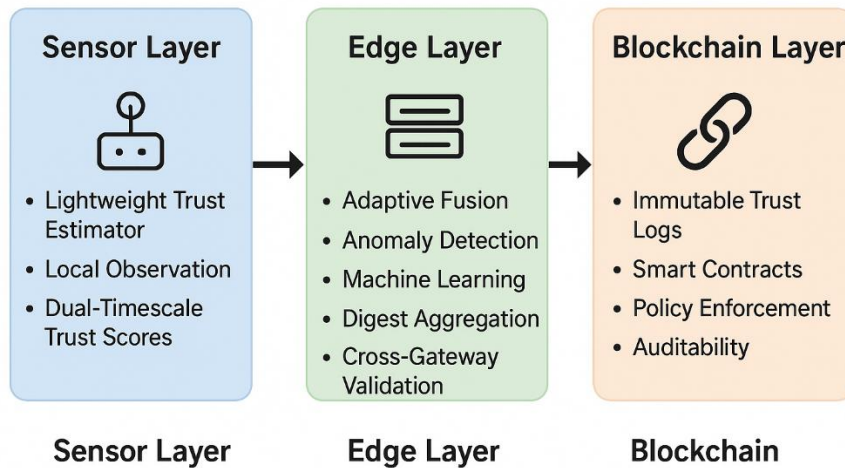 Sensor Layer
• Lightweight Trust
Estimator
• Local Observation
• Dual-Timescale
Trust Scores
Edge Layer
• Adaptive Fusion
• Anomaly Detection
• Machine Learning
• Digest Aggregation
• Cross-Gateway
Validation
Blockchain Layer
• Immutable Trust
Logs
• Smart Contracts
• Policy Enforcement
• Auditability
Sensor Layer
Edge Layer
Blockchain